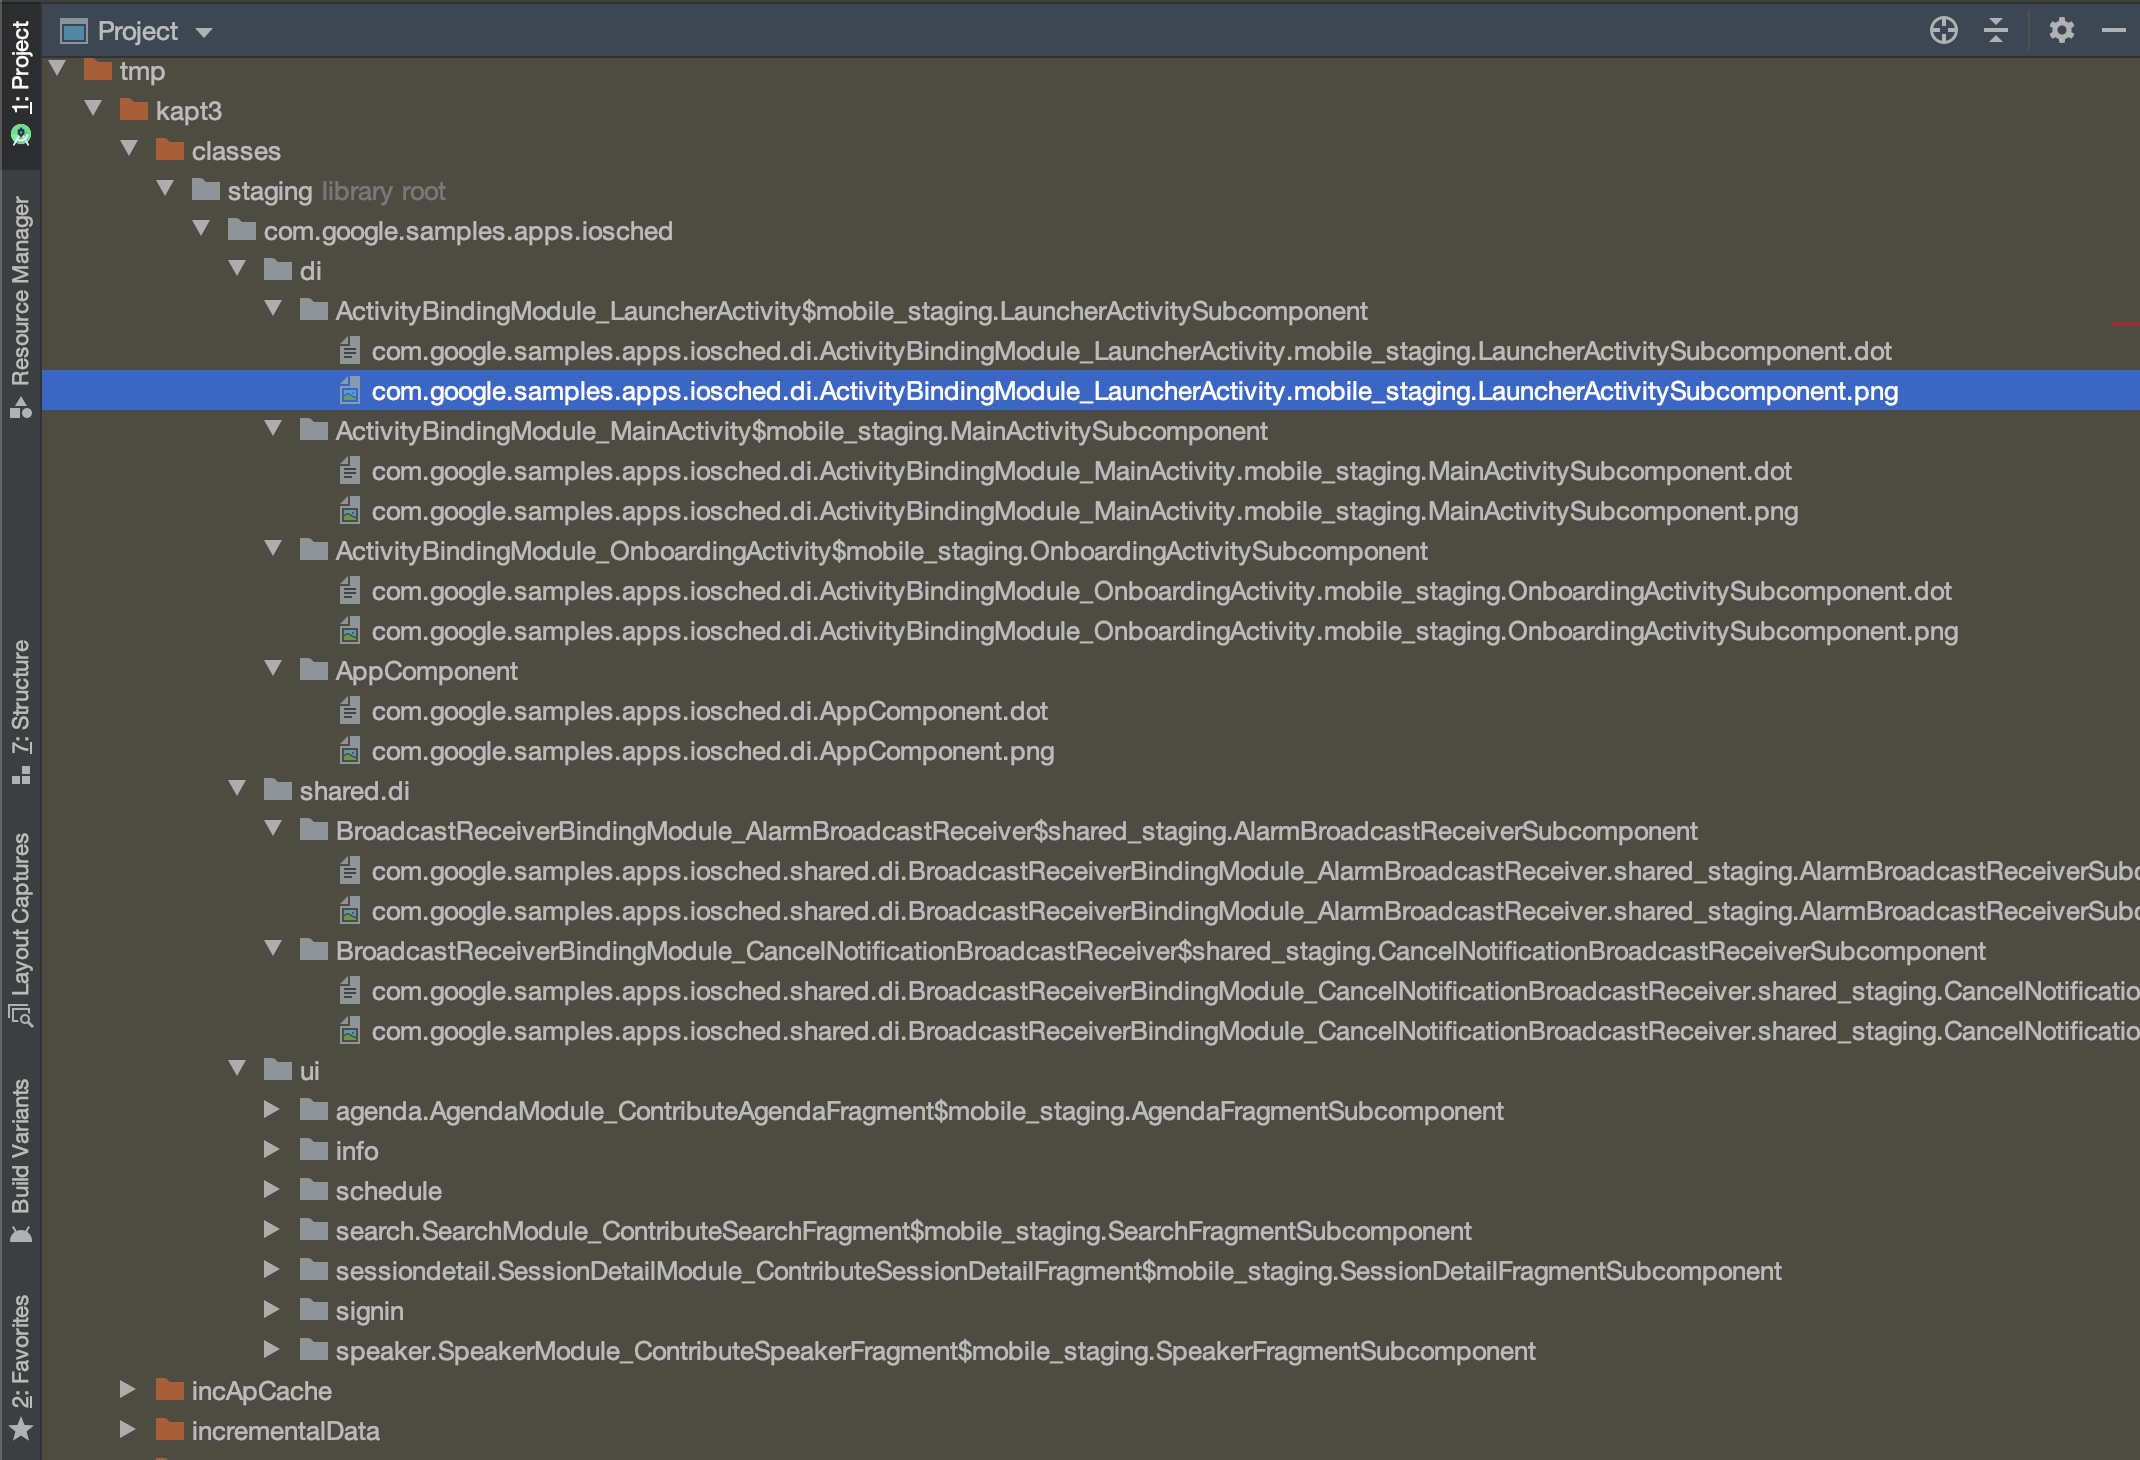 Project
tmp
kapt3
classes
staging library root
com.google.samples.apps.iosched
di
ActivityBindingModule_LauncherActivity$mobile_staging.LauncherActivitySubcomponent
com.google.samples.apps.iosched.di.ActivityBindingModule_LauncherActivity.mobile_staging.LauncherActivitySubcomponent.dot
com.google.samples.apps.iosched.di.ActivityBindingModule_LauncherActivity.mobile_staging.LauncherActivitySubcomponent.png
ActivityBindingModule_MainActivity$mobile_staging.MainActivitySubcomponent
com.google.samples.apps.iosched.di.ActivityBindingModule_MainActivity.mobile_staging.MainActivitySubcomponent.dot
com.google.samples.apps.iosched.di.ActivityBindingModule_MainActivity.mobile_staging.MainActivitySubcomponent.png
ActivityBindingModule_OnboardingActivity$mobile_staging.OnboardingActivitySubcomponent
com.google.samples.apps.iosched.di.ActivityBindingModule_OnboardingActivity.mobile_staging.OnboardingActivitySubcomponent.dot
com.google.samples.apps.iosched.di.ActivityBindingModule_OnboardingActivity.mobile_staging.OnboardingActivitySubcomponent.png
AppComponent
com.google.samples.apps.iosched.di.AppComponent.dot
com.google.samples.apps.iosched.di.AppComponent.png
shared.di
BroadcastReceiverBindingModule_AlarmBroadcastReceiver$shared_staging.AlarmBroadcastReceiverSubcomponent
com.google.samples.apps.iosched.shared.di.BroadcastReceiverBindingModule_AlarmBroadcastReceiver.shared_staging.AlarmBroadcastReceiverSubc
com.google.samples.apps.iosched.shared.di.BroadcastReceiverBindingModule_AlarmBroadcastReceiver.shared_staging.AlarmBroadcastReceiverSubc
BroadcastReceiverBindingModule_CancelNotificationBroadcastReceiver$shared_staging.CancelNotificationBroadcastReceiverSubcomponent
com.google.samples.apps.iosched.shared.di.BroadcastReceiverBindingModule_CancelNotificationBroadcastReceiver.shared_staging.CancelNotificatio
com.google.samples.apps.iosched.shared.di.BroadcastReceiverBindingModule_CancelNotificationBroadcastReceiver.shared_staging.CancelNotificatio
ui
agenda.AgendaModule_ContributeAgendaFragment$mobile_staging.AgendaFragmentSubcomponent
info
schedule
search.SearchModule_ContributeSearchFragment$mobile_staging.SearchFragmentSubcomponent
sessiondetail.SessionDetailModule_ContributeSessionDetailFragment$mobile_staging.SessionDetailFragmentSubcomponent
signin
speaker.SpeakerModule_ContributeSpeakerFragment$mobile_staging.SpeakerFragmentSubcomponent
incApCache
incrementalData
1: Project
Resource Manager
7: Structure
Layout Captures
Build Variants
2: Favorites